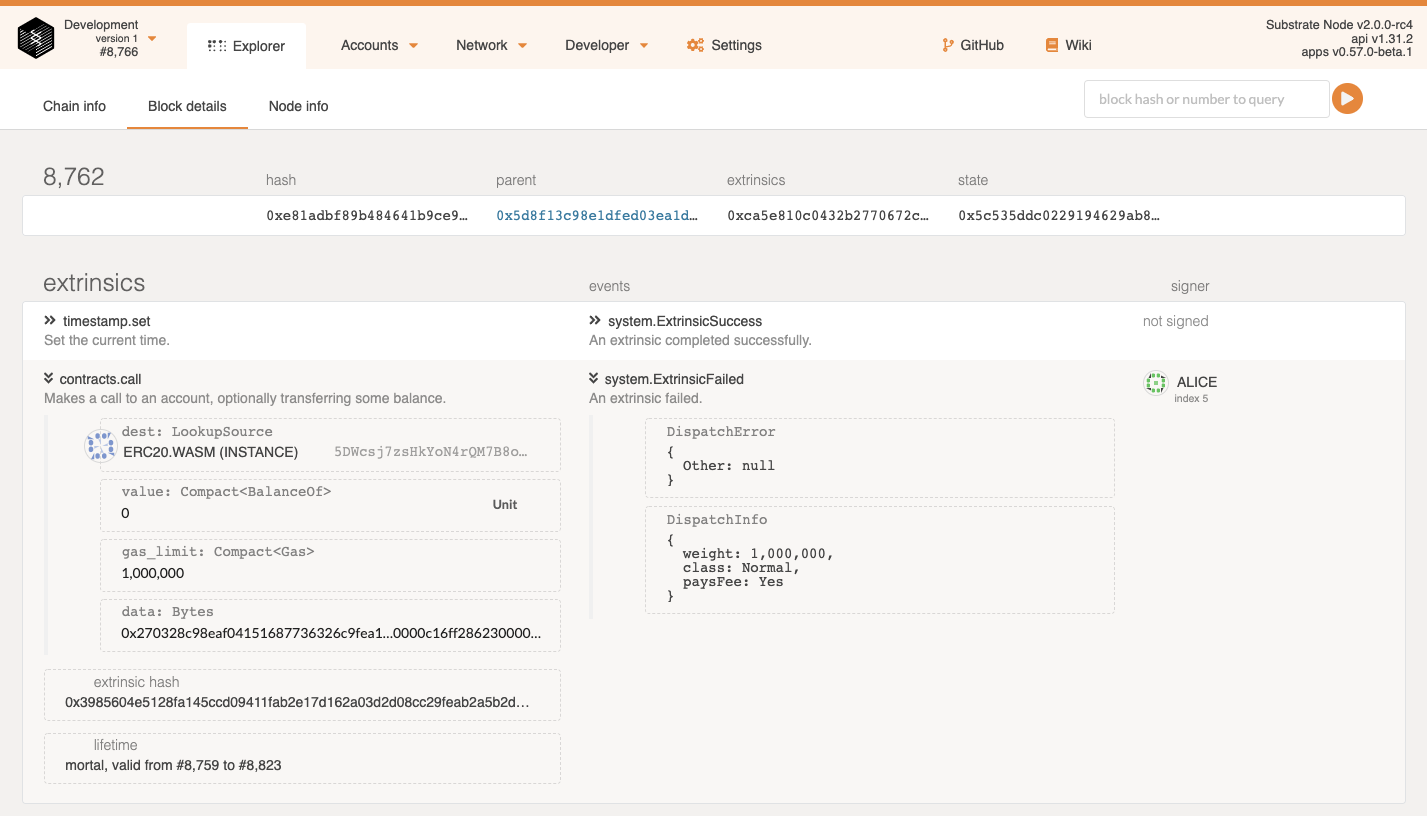 Development
version 1
#8,766
Explorer
Accounts
Network
Developer
Settings
GitHub
Wiki
Substrate Node v2.0.0-rc4
api v1.31.2
apps v0.57.0-beta.1
Chain info
Block details
Node info
block hash or number to query
8,762
hash
parent
extrinsics
state
0xe81adbf89b484641b9ce9…
0x5d8f13c98e1dfed03ea1d…
0xca5e810c0432b2770672c…
0x5c535ddc0229194629ab8…
extrinsics
events
signer
timestamp.set
Set the current time.
system.ExtrinsicSuccess
An extrinsic completed successfully.
not signed
contracts.call
Makes a call to an account, optionally transferring some balance.
system.ExtrinsicFailed
An extrinsic failed.
ALICE
index 5
dest: LookupSource
ERC20.WASM (INSTANCE)
5DWcsj7zsHkYoN4rQM7B8o…
value: Compact<BalanceOf>
0
Unit
gas_limit: Compact<Gas>
1,000,000
data: Bytes
0x270328c98eaf04151687736326c9fea1…0000c16ff286230000…
DispatchError
{
Other: null
}
DispatchInfo
{
weight: 1,000,000,
class: Normal,
paysFee: Yes
}
extrinsic hash
0x3985604e5128fa145ccd09411fab2e17d162a03d2d08cc29feab2a5b2d…
lifetime
mortal, valid from #8,759 to #8,823